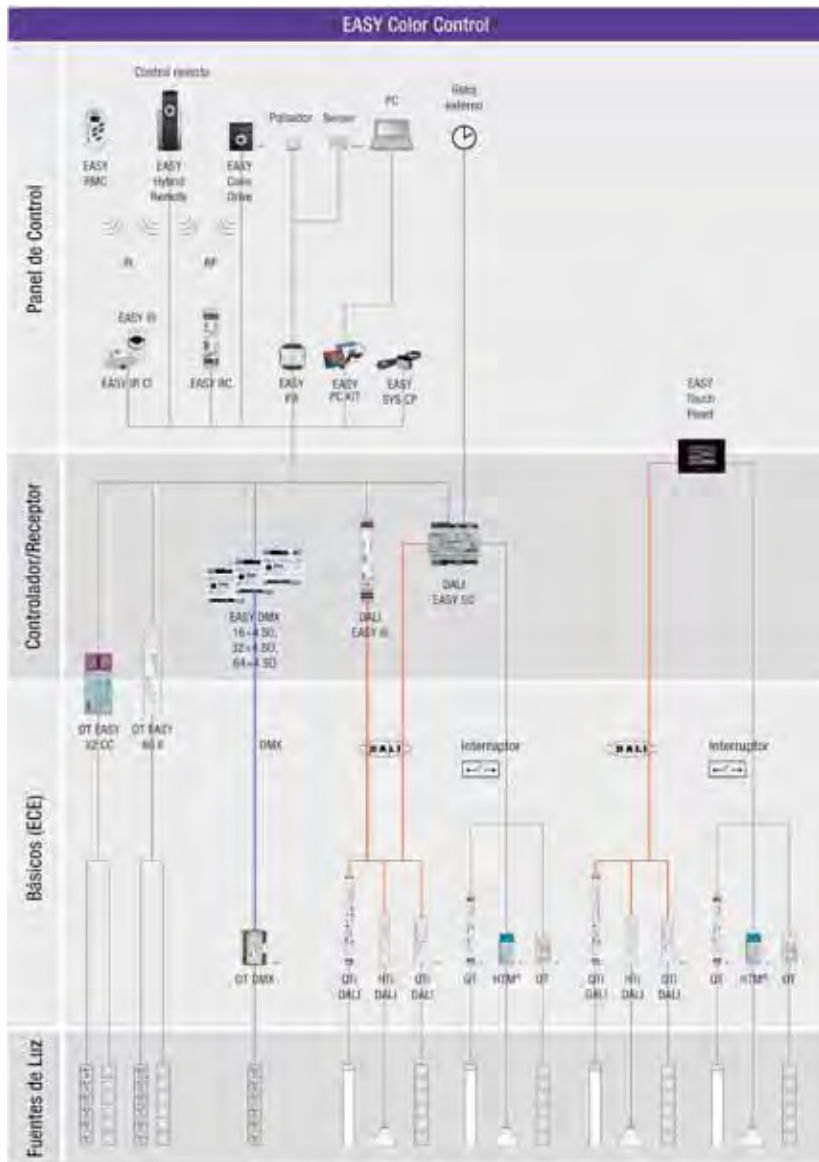 EASY Color Control
Panel de Control
Control remoto
Pulsador
Sensor
PC
Reloj
externo
EASY
RMC
EASY
Hybrid
Remote
EASY
Color
Drive
IR
RF
EASY IR
EASY IR CI
EASY RC
EASY
PB
EASY
PC KIT
EASY
SYS CP
EASY
Touch
Panel
Controlador/Receptor
EASY DMX
16×4 SO,
32×4 SO,
64×4 SO
DALI
EASY III
DALI
EASY
Básicos (ECE)
OT EASY
OT EASY
DMX
DALI
Interruptor
DALI
Interruptor
OT DMX
QTi
DALI
HTi
DALI
OTi
DALI
QT
HTM®
OT
QTi
DALI
HTi
DALI
OTi
DALI
QT
HTM®
OT
Fuentes de Luz